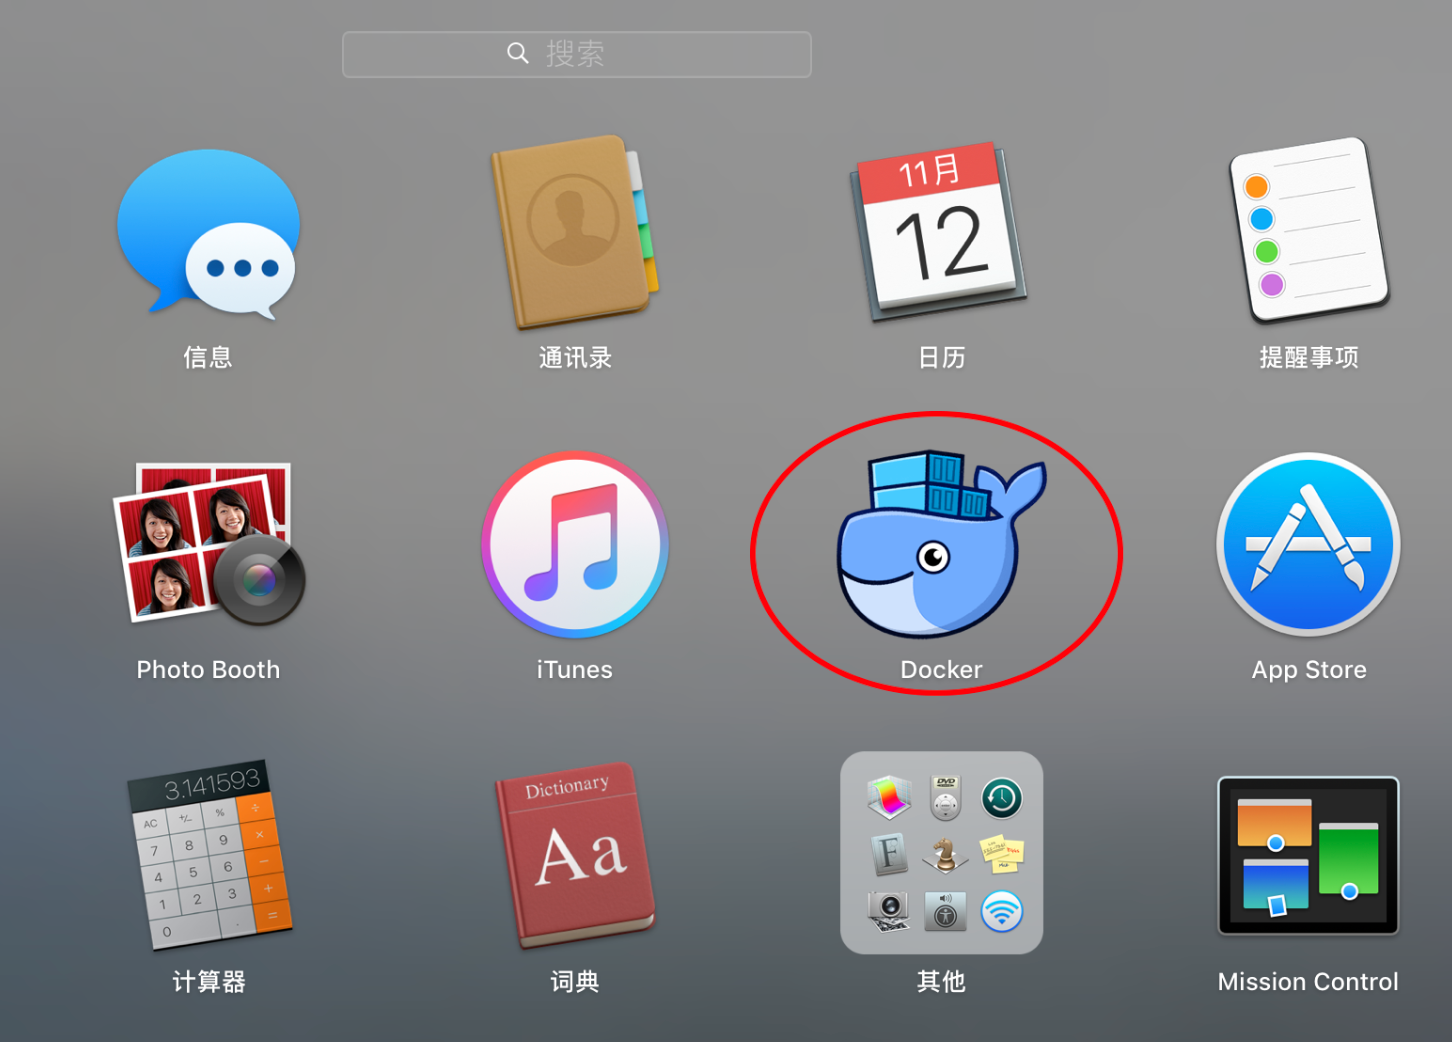 搜索
11月
12
信息
通讯录
日历
提醒事项
Photo Booth
iTunes
Docker
App Store
3.141593
AC +/- % ÷
7 8 9 ×
4 5 6 −
1 2 3 +
0 . =
Dictionary
Aa
DVD
F
计算器
词典
其他
Mission Control